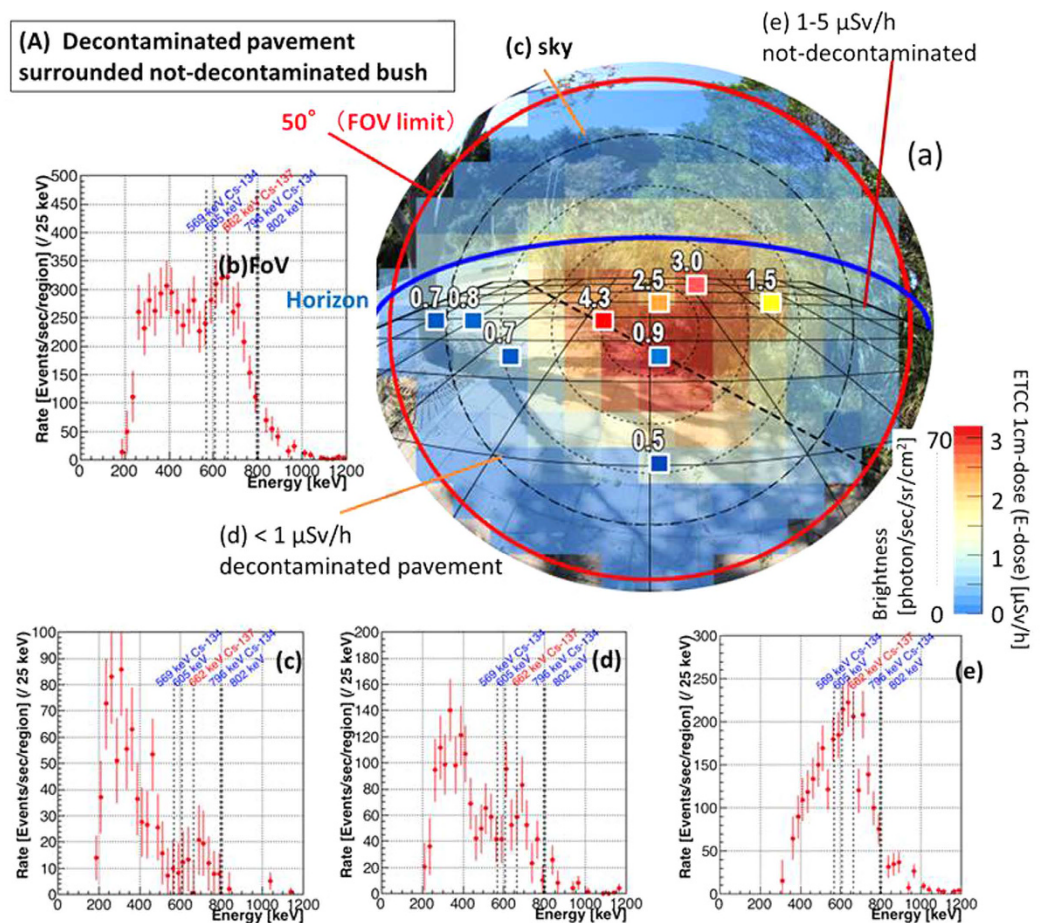 (A) Decontaminated pavement
surrounded not-decontaminated bush
(c) sky
(e) 1-5 µSv/h
not-decontaminated
50° (FOV limit)
(a)
500
450
400
350
300
250
200
150
100
50
0
Rate [Events/sec/region] (/ 25 keV)
569 keV Cs-134
605 keV
662 keV Cs-137
796 keV Cs-134
802 keV
(b)FoV
0 200 400 600 800 1000 1200
Energy [keV]
Horizon
0.7
0.8
0.7
4.3
2.5
3.0
1.5
0.9
0.5
(d) < 1 µSv/h
decontaminated pavement
70
0
Brightness
[photon/sec/sr/cm²]
3
2
1
0
ETCC 1cm-dose (E-dose) [µSv/h]
100
90
80
70
60
50
40
30
20
10
0
Rate [Events/sec/region] (/ 25 keV)
569 keV Cs-134
605 keV
662 keV Cs-137
796 keV Cs-134
802 keV
(c)
0 200 400 600 800 1000 1200
Energy [keV]
200
180
160
140
120
100
80
60
40
20
0
Rate [Events/sec/region] (/ 25 keV)
569 keV Cs-134
605 keV
662 keV Cs-137
796 keV Cs-134
802 keV
(d)
0 200 400 600 800 1000 1200
Energy [keV]
300
250
200
150
100
50
0
Rate [Events/sec/region] (/ 25 keV)
569 keV Cs-134
605 keV
662 keV Cs-137
796 keV Cs-134
802 keV
(e)
0 200 400 600 800 1000 1200
Energy [keV]